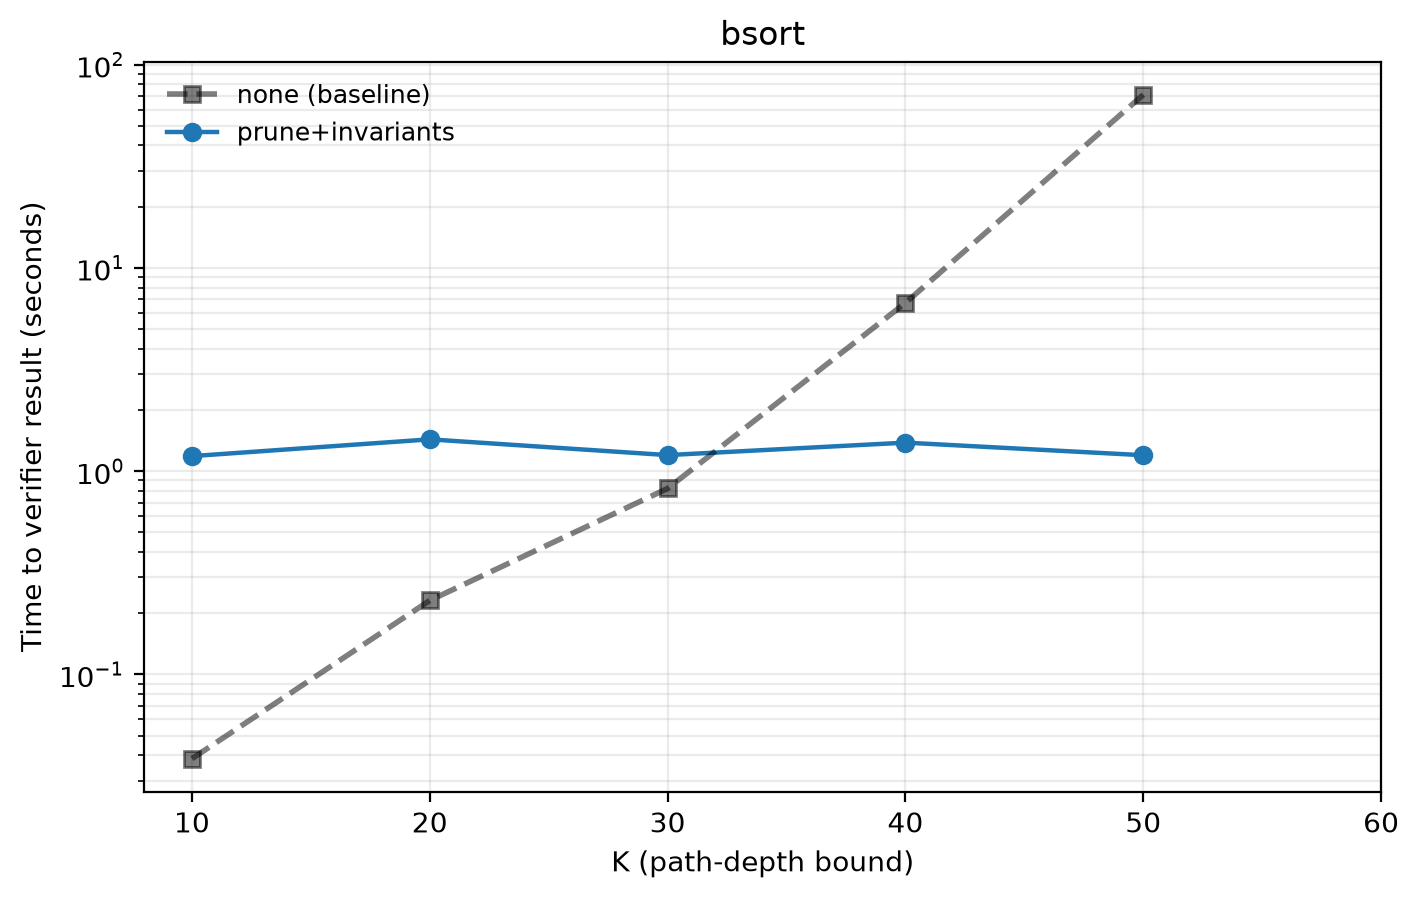 bsort
none (baseline)
prune+invariants
Time to verifier result (seconds)
10²
10¹
10⁰
10⁻¹
10 20 30 40 50 60
K (path-depth bound)